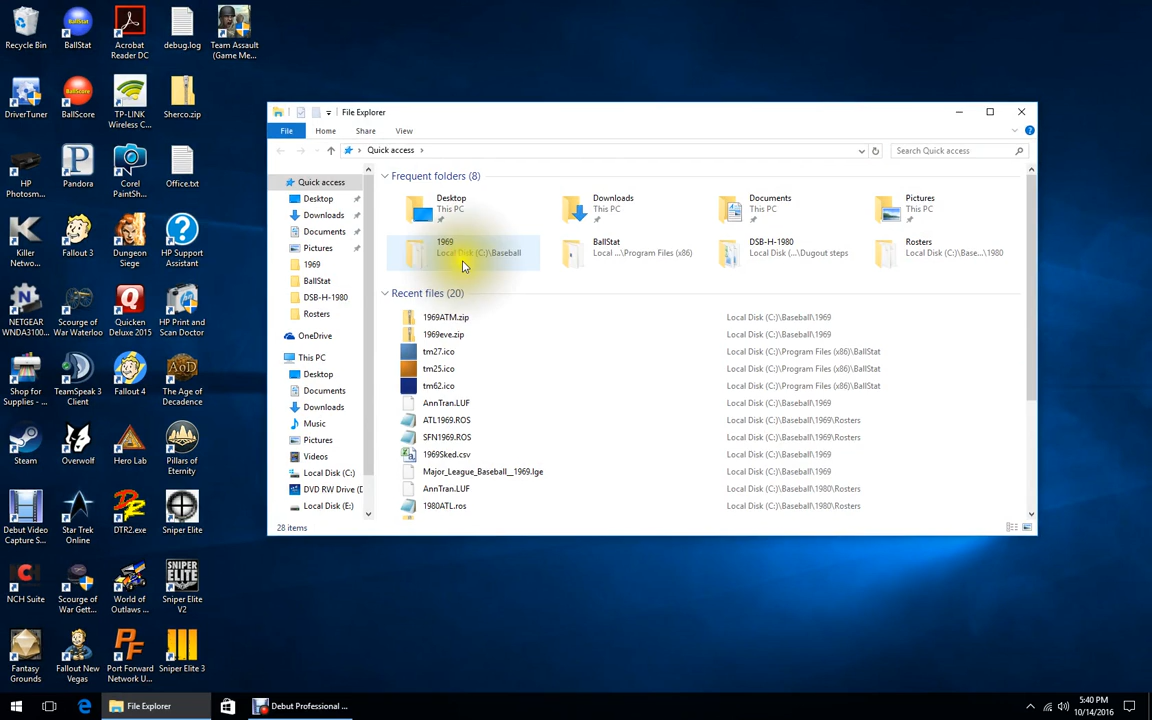 Recycle Bin
BallStat
Acrobat
Reader DC
debug.log
Team Assault
(Game Me...
DriverTuner
BallScore
TP-LINK
Wireless C...
Sherco.zip
HP
Photosm...
Pandora
Corel
PaintSh...
Office.txt
Killer
Netwo...
Fallout 3
Dungeon
Siege
HP Support
Assistant
NETGEAR
WNDA3100...
Scourge of
War Waterloo
Quicken
Deluxe 2015
HP Print and
Scan Doctor
Shop for
Supplies - ...
TeamSpeak 3
Client
Fallout 4
The Age of
Decadence
Steam
Overwolf
Hero Lab
Pillars of
Eternity
Debut Video
Capture S...
Star Trek
Online
DTR2.exe
Sniper Elite
NCH Suite
Scourge of
War Gett...
World of
Outlaws ...
Sniper Elite
V2
Fantasy
Grounds
Fallout New
Vegas
Port Forward
Network U...
Sniper Elite 3
File Explorer
File
Home
Share
View
Quick access
Search Quick access
Quick access
Desktop
Downloads
Documents
Pictures
1969
BallStat
DSB-H-1980
Rosters
OneDrive
This PC
Desktop
Documents
Downloads
Music
Pictures
Videos
Local Disk (C:)
DVD RW Drive (D
Local Disk (E:)
Frequent folders (8)
Desktop
This PC
Downloads
This PC
Documents
This PC
Pictures
This PC
1969
Local Disk (C:)\Baseball
BallStat
Local ...\Program Files (x86)
DSB-H-1980
Local Disk (...\Dugout steps
Rosters
Local Disk (C:)\Base...\1980
Recent files (20)
1969ATM.zip Local Disk (C:)\Baseball\1969
1969eve.zip Local Disk (C:)\Baseball\1969
tm27.ico Local Disk (C:)\Program Files (x86)\BallStat
tm25.ico Local Disk (C:)\Program Files (x86)\BallStat
tm62.ico Local Disk (C:)\Program Files (x86)\BallStat
AnnTran.LUF Local Disk (C:)\Baseball\1969
ATL1969.ROS Local Disk (C:)\Baseball\1969\Rosters
SFN1969.ROS Local Disk (C:)\Baseball\1969\Rosters
1969Sked.csv Local Disk (C:)\Baseball\1969
Major_League_Baseball__1969.lge Local Disk (C:)\Baseball\1969
AnnTran.LUF Local Disk (C:)\Baseball\1980\Rosters
1980ATL.ros Local Disk (C:)\Baseball\1980\Rosters
28 items
File Explorer
Debut Professional ...
5:40 PM
10/14/2016